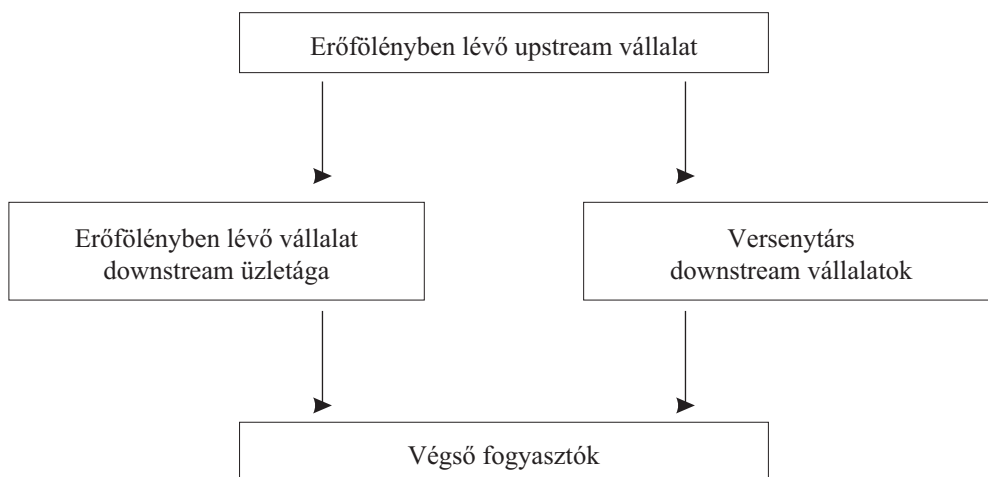 Erőfölényben lévő upstream vállalat
Erőfölényben lévő vállalat
downstream üzletága
Versenytárs
downstream vállalatok
Végső fogyasztók